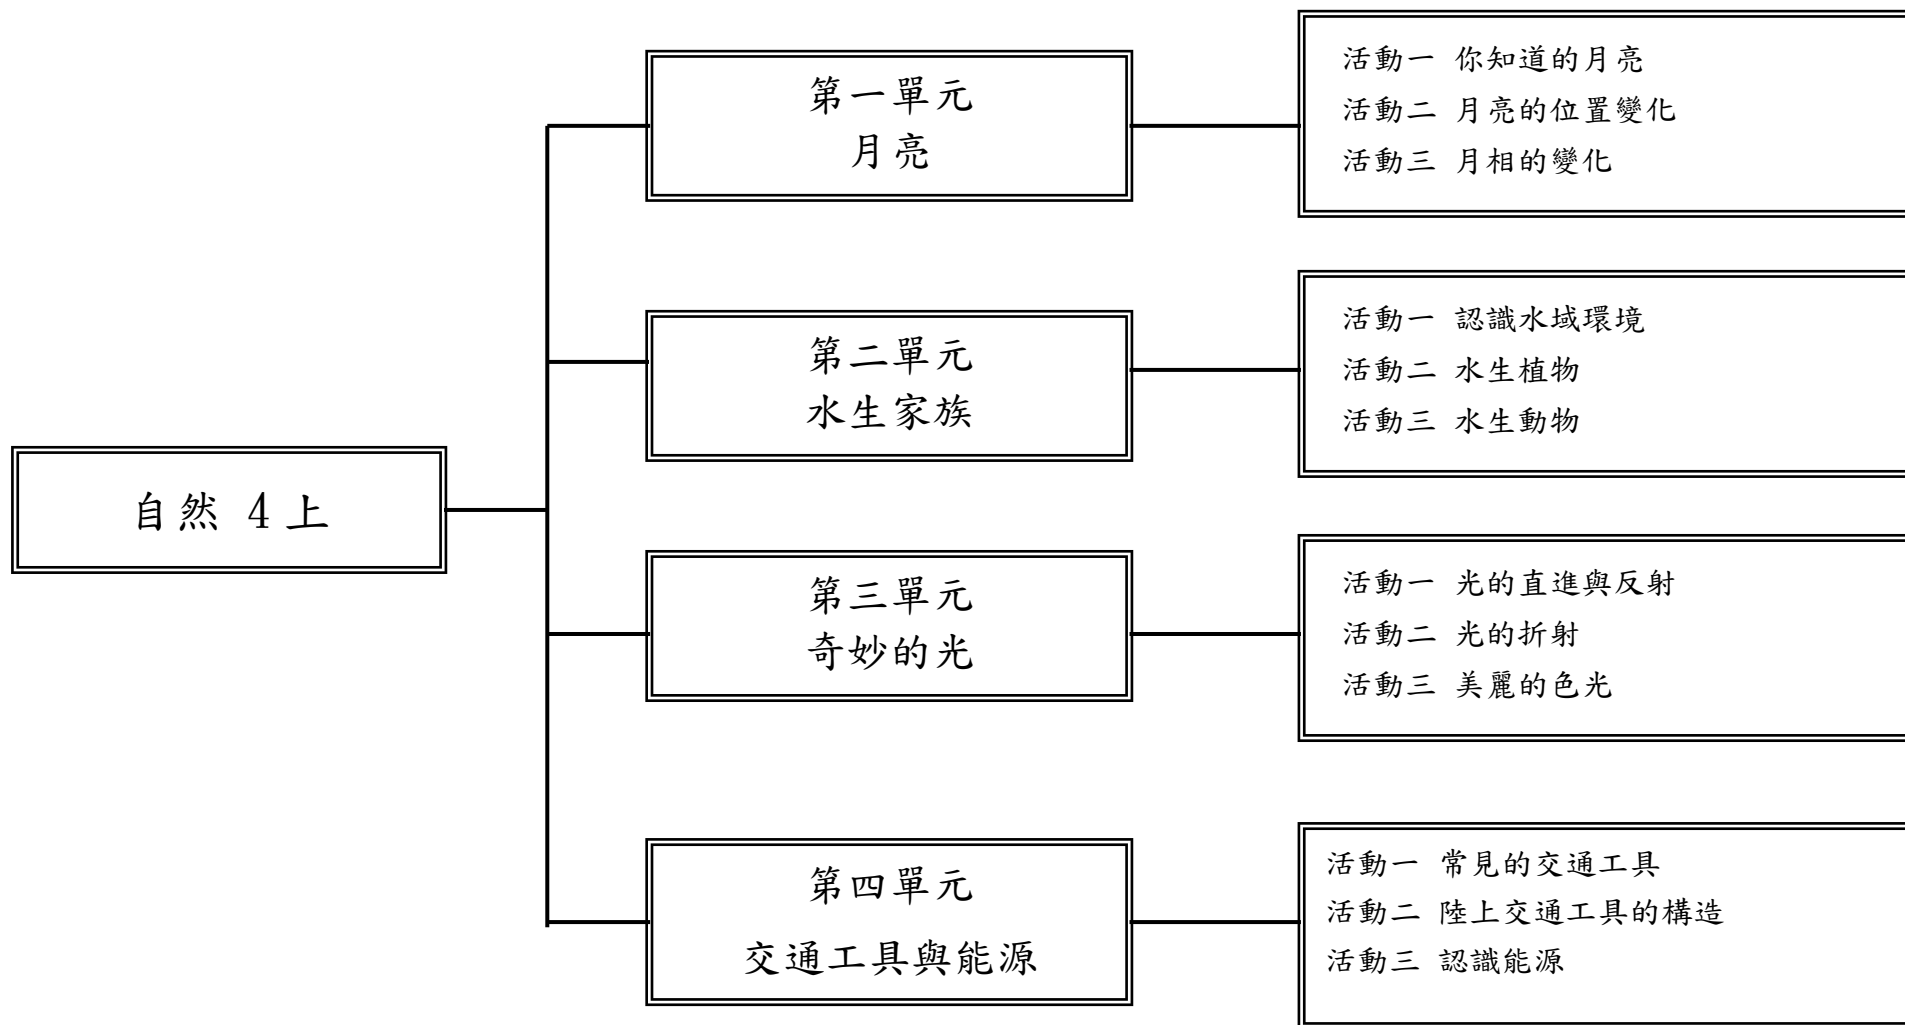 自然 4上
第一單元
月亮
活動一 你知道的月亮
活動二 月亮的位置變化
活動三 月相的變化
第二單元
水生家族
活動一 認識水域環境
活動二 水生植物
活動三 水生動物
第三單元
奇妙的光
活動一 光的直進與反射
活動二 光的折射
活動三 美麗的色光
第四單元
交通工具與能源
活動一 常見的交通工具
活動二 陸上交通工具的構造
活動三 認識能源